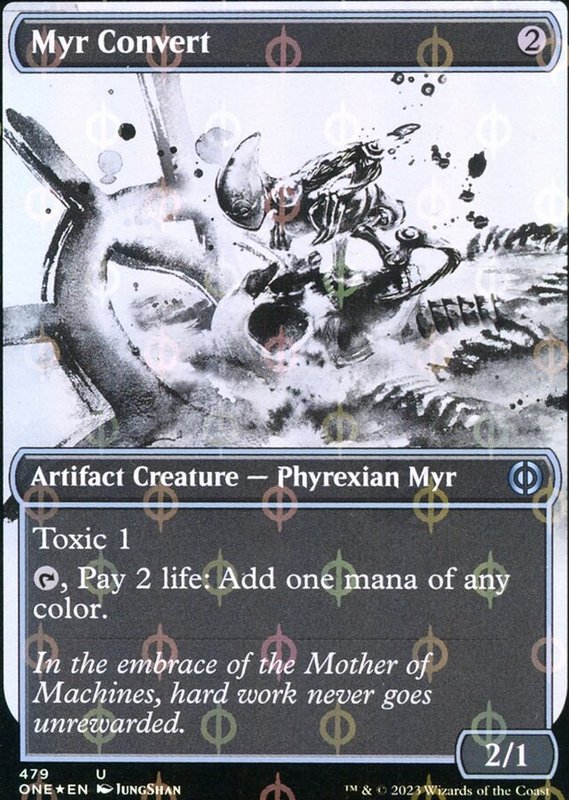 Myr Convert 2
Artifact Creature — Phyrexian Myr
Toxic 1
, Pay 2 life: Add one mana of any
color.
In the embrace of the Mother of
Machines, hard work never goes
unrewarded.
2/1
479 U
ONE★EN JUNGSHAN
™ & © 2023 Wizards of the Coast